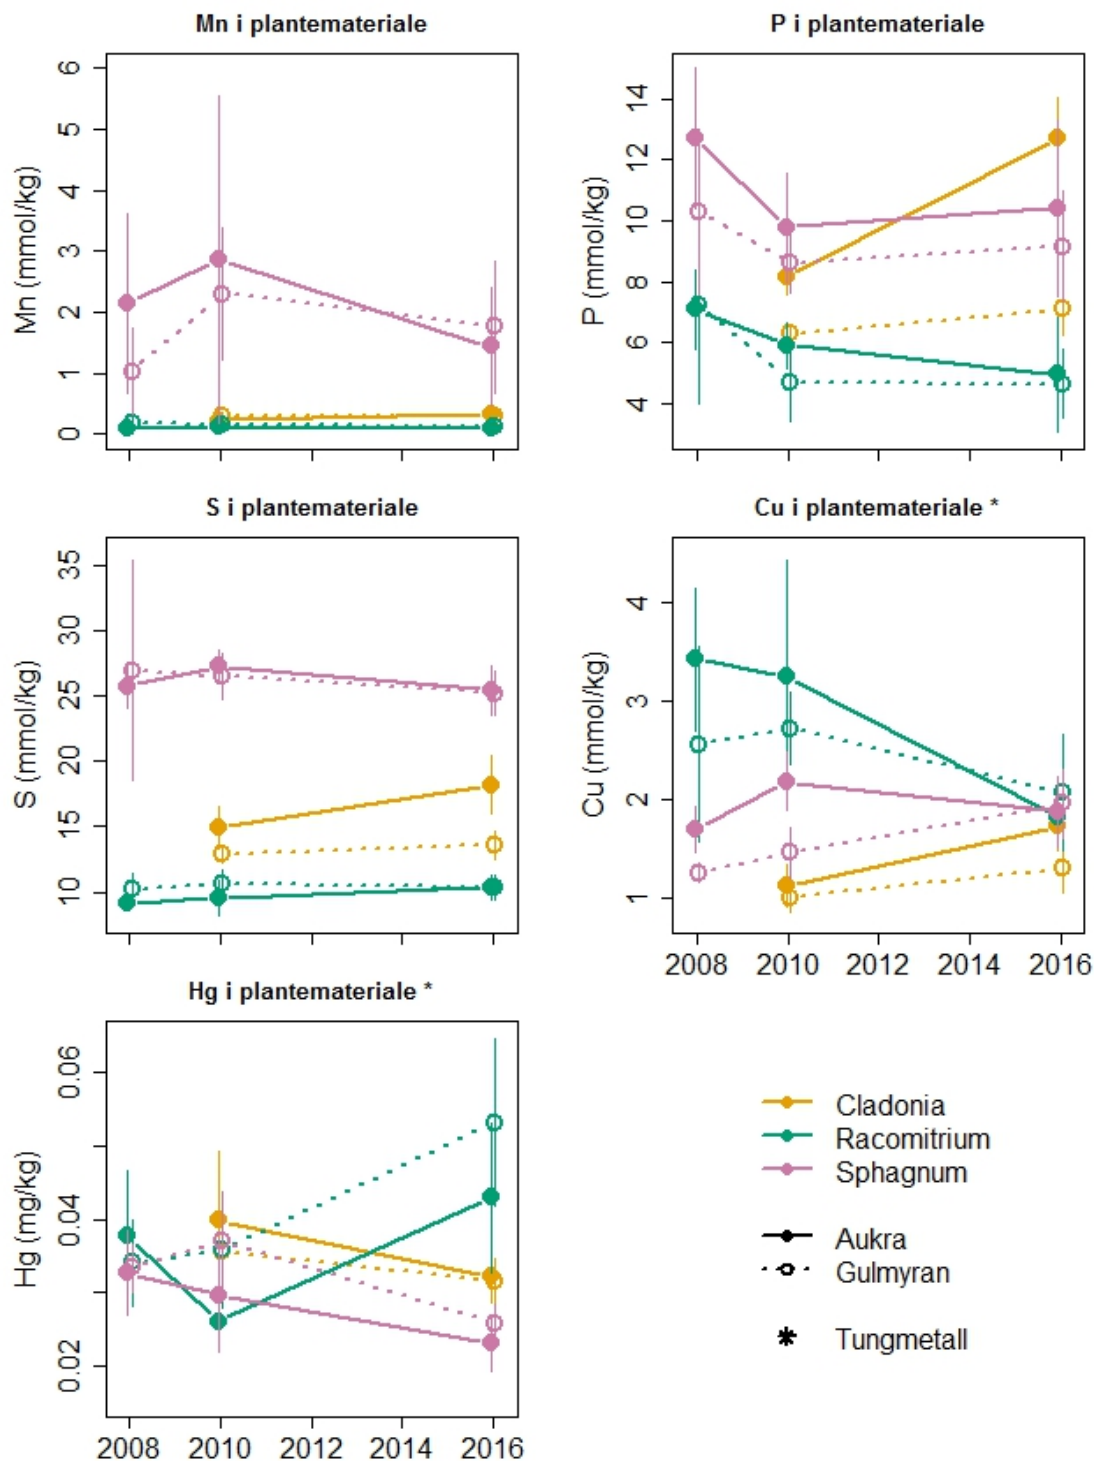 Mn i plantemateriale
P i plantemateriale
Mn (mmol/kg)
6
5
4
3
2
1
0
P (mmol/kg)
14
12
10
8
6
4
S i plantemateriale
Cu i plantemateriale *
S (mmol/kg)
35
30
25
20
15
10
Cu (mmol/kg)
4
3
2
1
2008 2010 2012 2014 2016
Hg i plantemateriale *
Hg (mg/kg)
0.06
0.04
0.02
2008 2010 2012 2014 2016
Cladonia
Racomitrium
Sphagnum
Aukra
Gulmyran
* Tungmetall